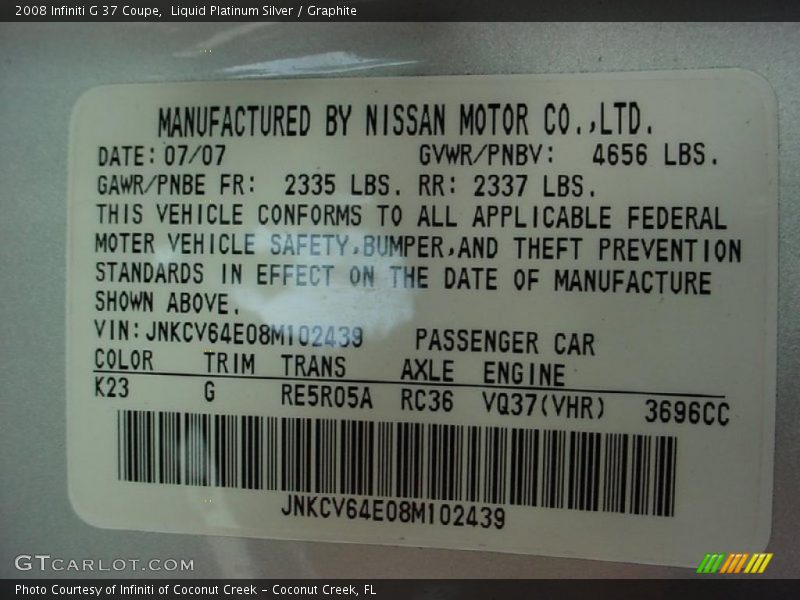 2008 Infiniti G 37 Coupe,  Liquid Platinum Silver / Graphite
MANUFACTURED BY NISSAN MOTOR CO.,LTD.
DATE: 07/07 GVWR/PNBV: 4656 LBS.
GAWR/PNBE FR: 2335 LBS. RR: 2337 LBS.
THIS VEHICLE CONFORMS TO ALL APPLICABLE FEDERAL
MOTER VEHICLE SAFETY,BUMPER,AND THEFT PREVENTION
STANDARDS IN EFFECT ON THE DATE OF MANUFACTURE
SHOWN ABOVE.
VIN: JNKCV64E08M102439 PASSENGER CAR
COLOR TRIM TRANS AXLE ENGINE
K23 G RE5R05A RC36 VQ37(VHR) 3696CC
JNKCV64E08M102439
GTCARLOT.COM
Photo Courtesy of Infiniti of Coconut Creek – Coconut Creek, FL